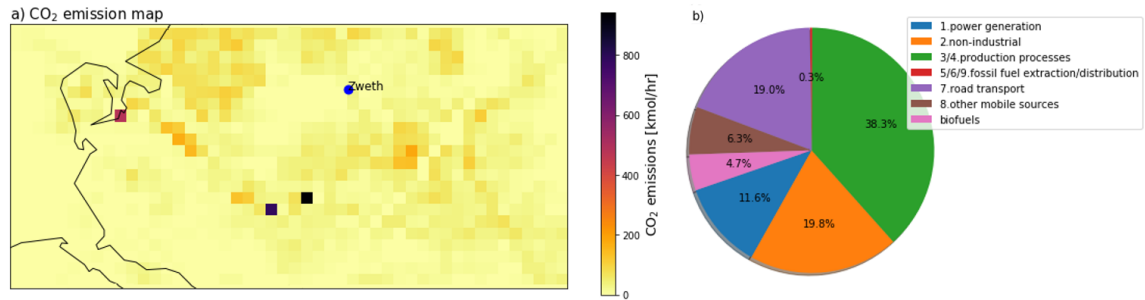 a) CO₂ emission map
Zweth
800
600
400
200
0
CO₂ emissions [kmol/hr]
b)
0.3%
19.0%
38.3%
6.3%
4.7%
11.6%
19.8%
1.power generation
2.non-industrial
3/4.production processes
5/6/9.fossil fuel extraction/distribution
7.road transport
8.other mobile sources
biofuels